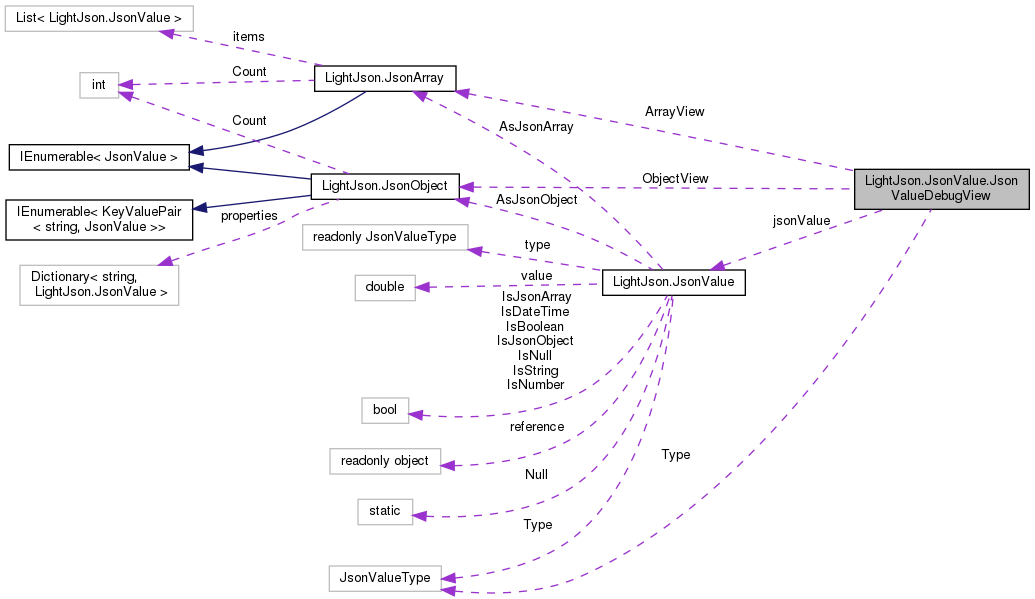 List< LightJson.JsonValue >
items
LightJson.JsonArray
Count
int
ArrayView
Count
AsJsonArray
IEnumerable< JsonValue >
LightJson.JsonObject
ObjectView
LightJson.JsonValue.Json
ValueDebugView
AsJsonObject
IEnumerable< KeyValuePair
< string, JsonValue >>
properties
jsonValue
readonly JsonValueType
type
Dictionary< string,
LightJson.JsonValue >
double
value
LightJson.JsonValue
IsJsonArray
IsDateTime
IsBoolean
IsJsonObject
IsNull
IsString
IsNumber
bool
reference
readonly object
Null
static
Type
Type
JsonValueType